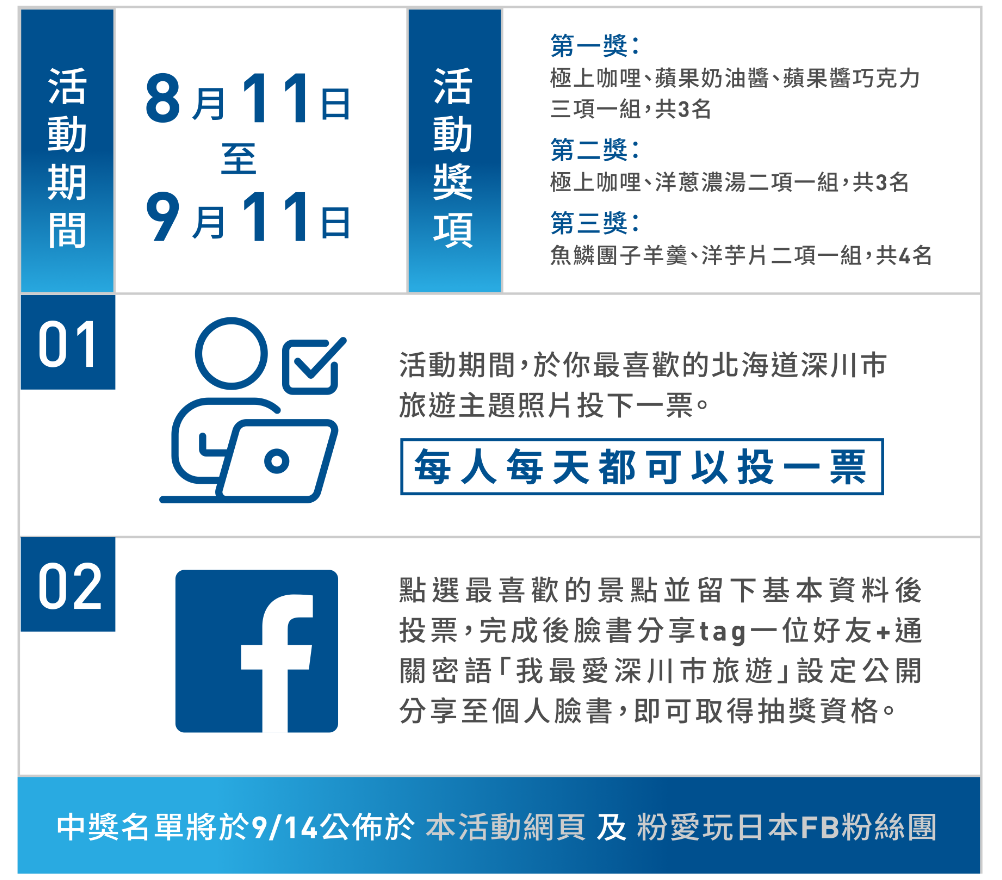 活動期間
8月11日
至
9月11日
活動獎項
第一獎：
極上咖哩、蘋果奶油醬、蘋果醬巧克力
三項一組，共3名
第二獎：
極上咖哩、洋蔥濃湯二項一組，共3名
第三獎：
魚鱗團子羊羹、洋芋片二項一組，共4名
01
活動期間，於你最喜歡的北海道深川市
旅遊主題照片投下一票。
每人每天都可以投一票
02
點選最喜歡的景點並留下基本資料後
投票，完成後臉書分享tag一位好友+通
關密語「我最愛深川市旅遊」設定公開
分享至個人臉書，即可取得抽獎資格。
中獎名單將於9/14公佈於 本活動網頁 及 粉愛玩日本FB粉絲團